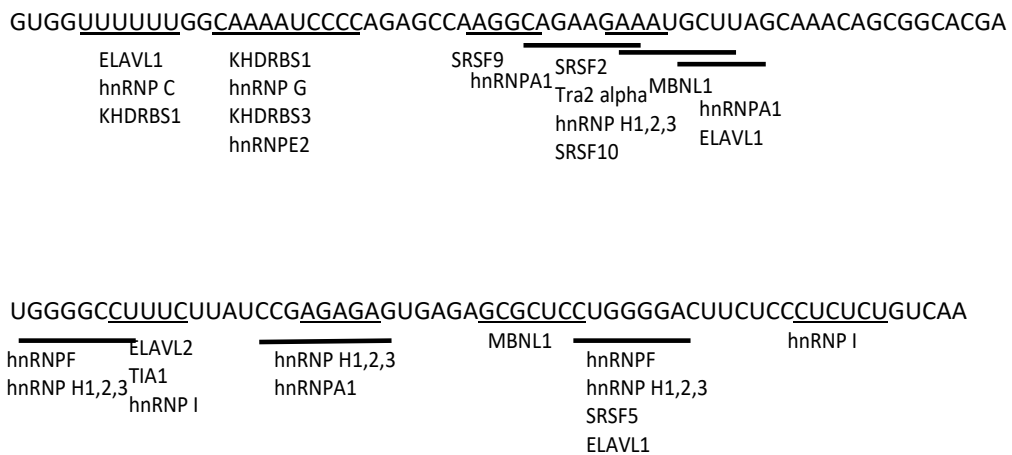 GUGGUUUUUUGGCAAAAUCCCCAGAGCCAAGGCAGAAGAAAUGCUUAGCAAACAGCGGCACGA
ELAVL1
hnRNP C
KHDRBS1
KHDRBS1
hnRNP G
KHDRBS3
hnRNPE2
SRSF9
hnRNPA1
SRSF2
Tra2 alpha
hnRNP H1,2,3
SRSF10
MBNL1
hnRNPA1
ELAVL1
UGGGGCCUUUCUUAUCCGAGAGAGUGAGAGCGCUCCUGGGGACUUCUCCCUCUCUGUCAA
hnRNPF
hnRNP H1,2,3
ELAVL2
TIA1
hnRNP I
hnRNP H1,2,3
hnRNPA1
MBNL1
hnRNPF
hnRNP H1,2,3
SRSF5
ELAVL1
hnRNP I